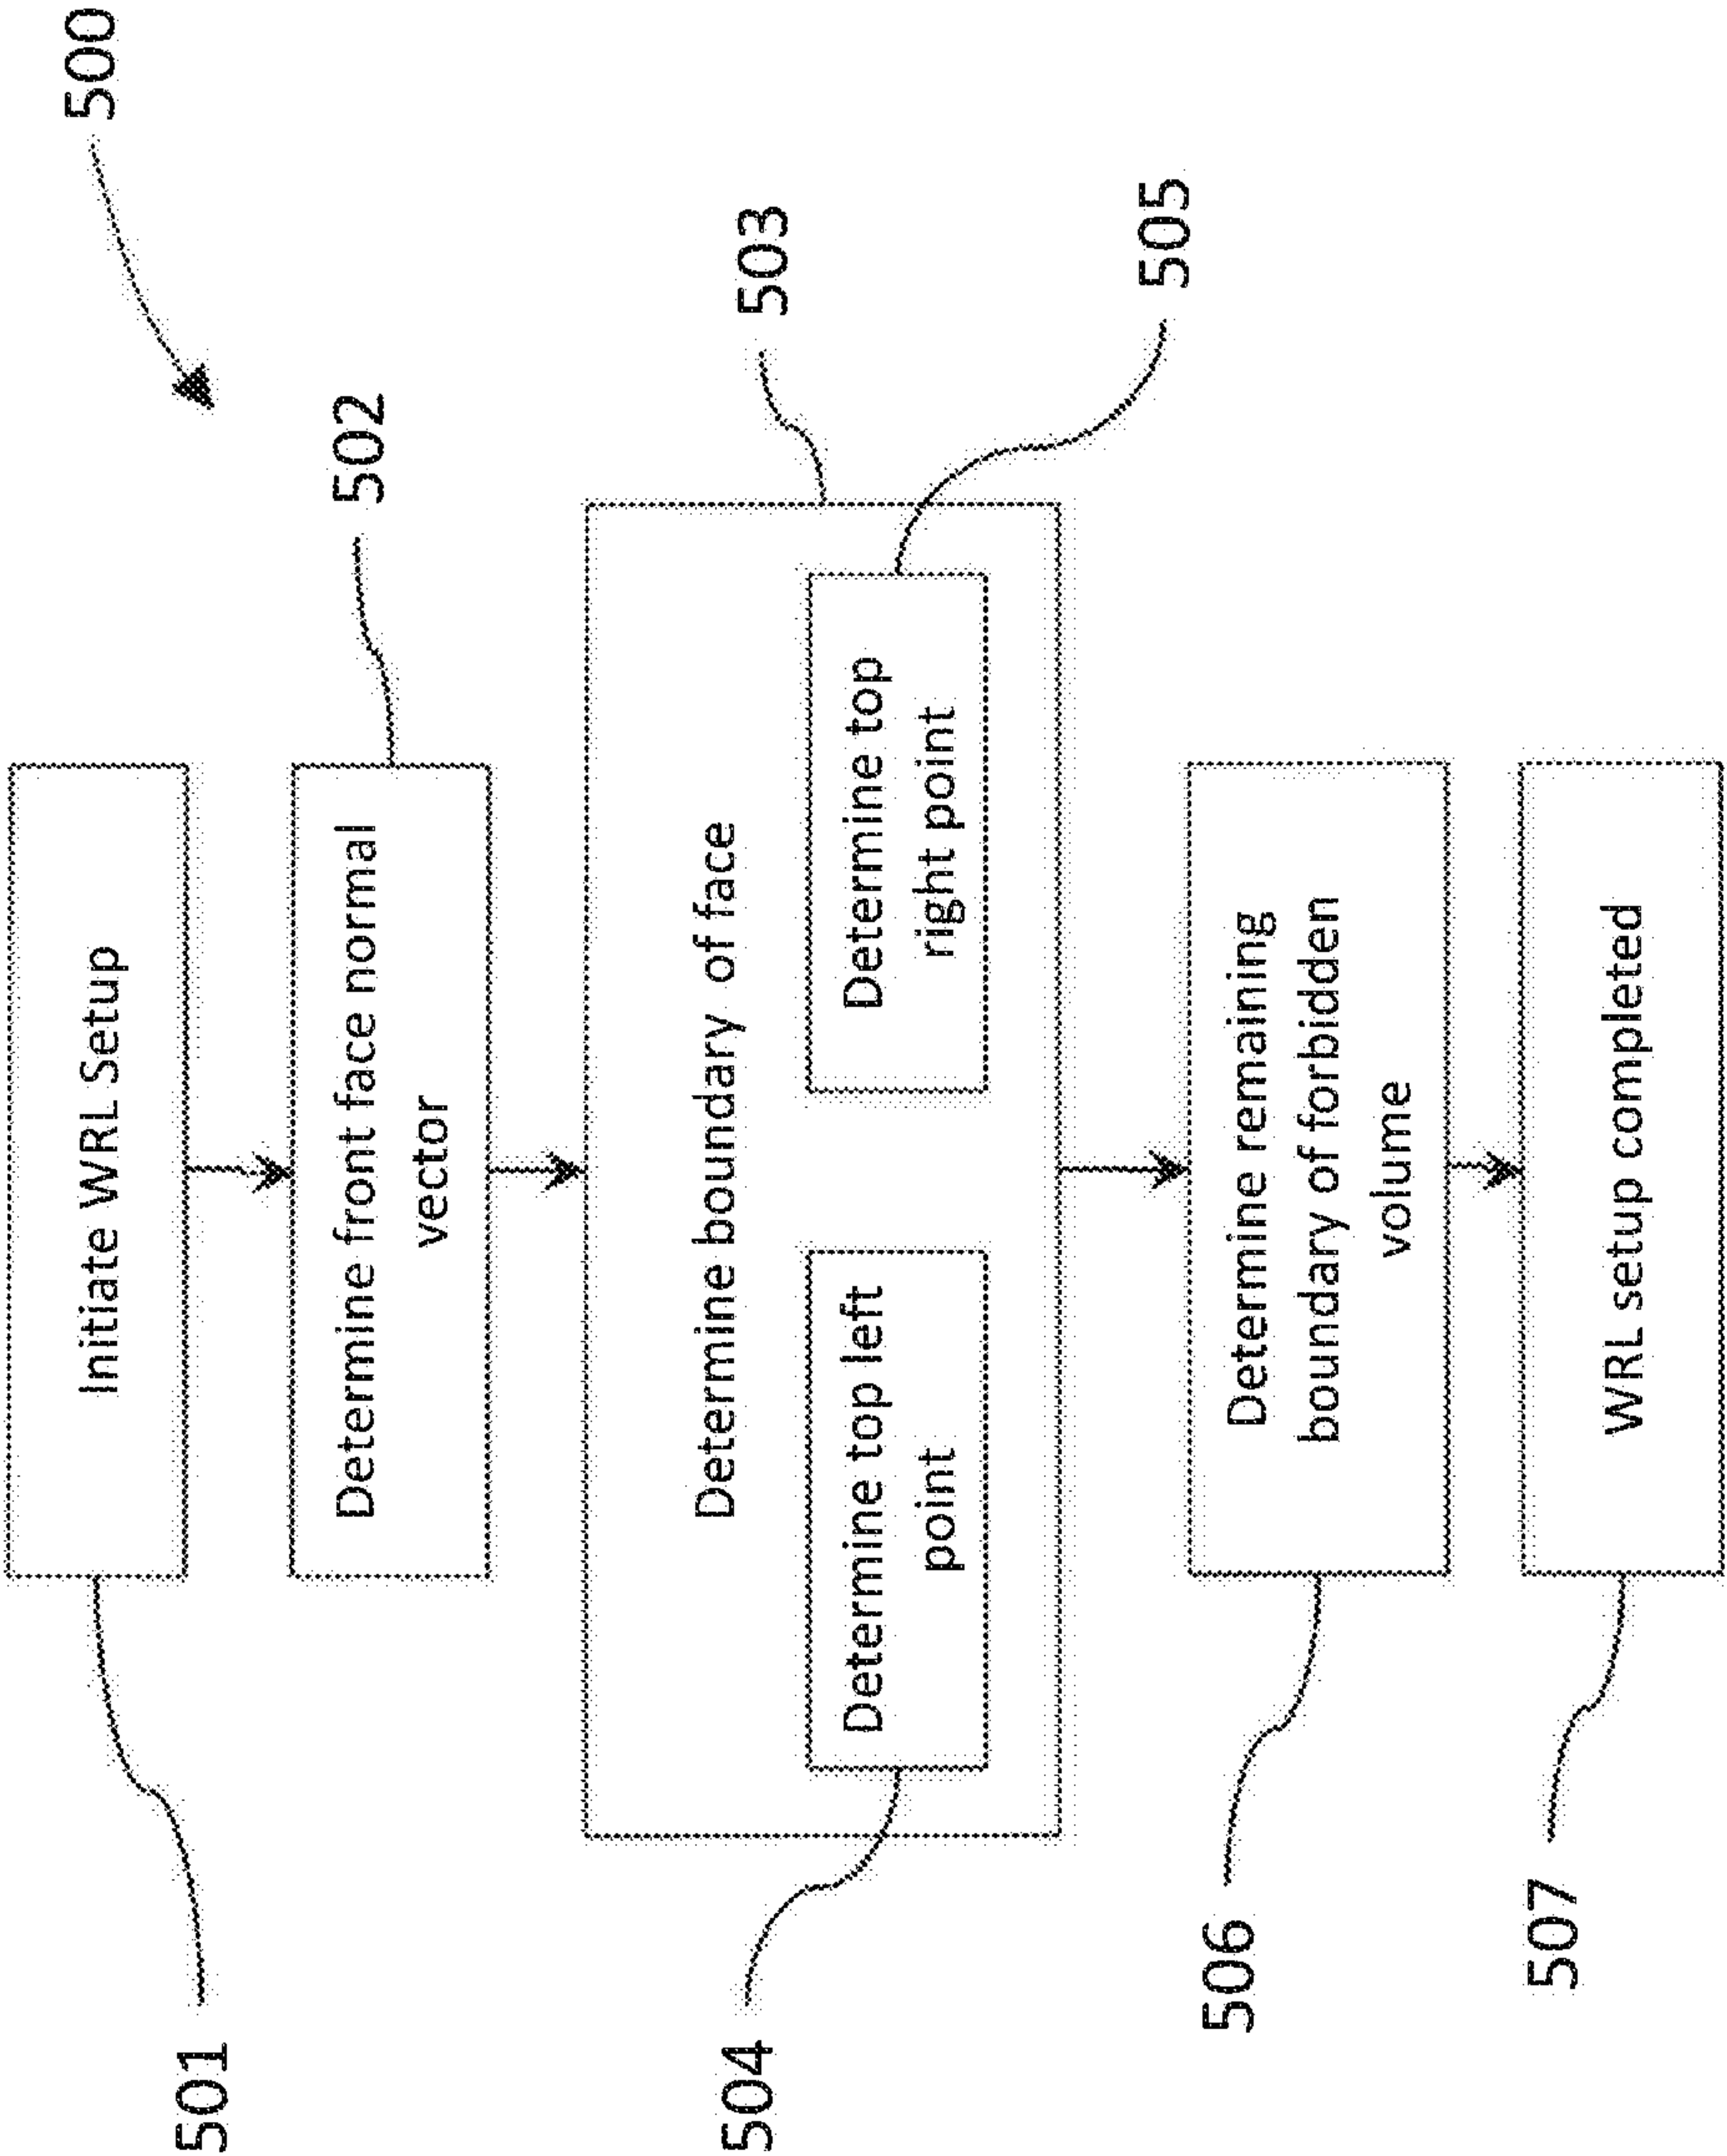 500
Initiate WRL Setup
501
Determine front face normal
vector
502
Determine boundary of face
503
Determine top left
point
504
Determine top
right point
505
Determine remaining
boundary of forbidden
volume
506
WRL setup completed
507